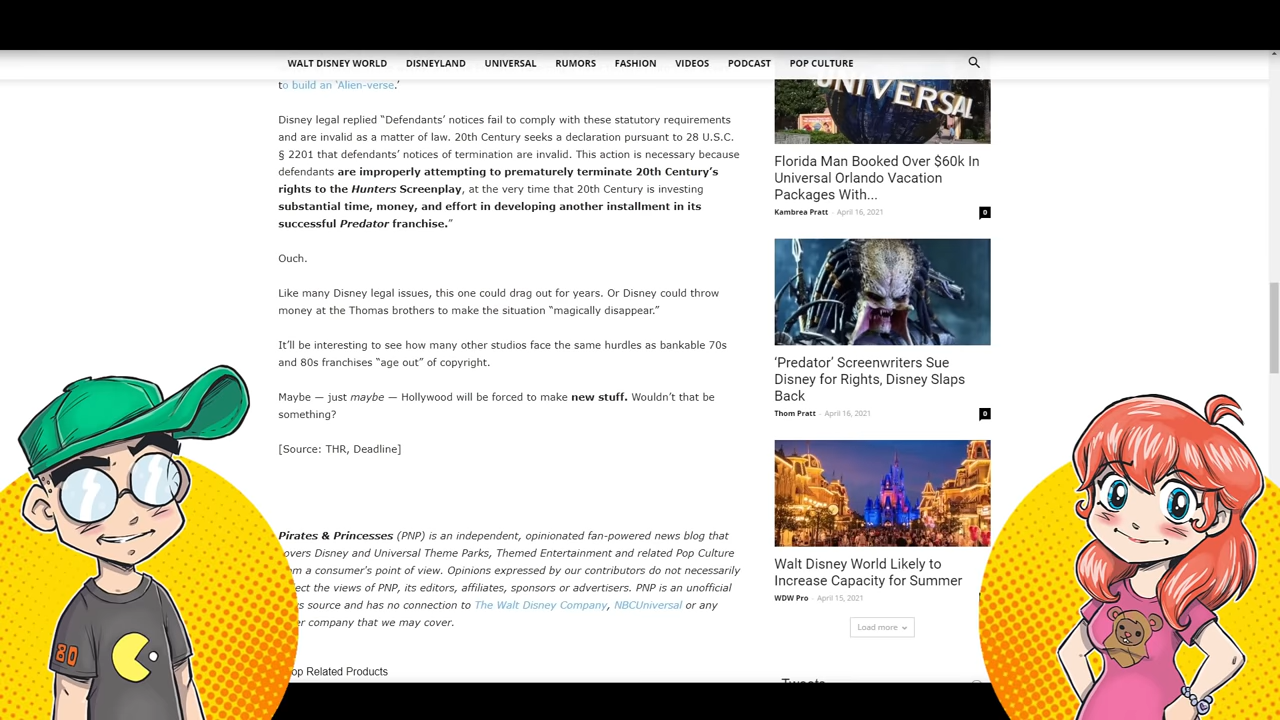 WALT DISNEY WORLD DISNEYLAND UNIVERSAL RUMORS FASHION VIDEOS PODCAST POP CULTURE
to build an ‘Alien-verse.’
Disney legal replied “Defendants’ notices fail to comply with these statutory requirements
and are invalid as a matter of law. 20th Century seeks a declaration pursuant to 28 U.S.C.
§ 2201 that defendants’ notices of termination are invalid. This action is necessary because
defendants are improperly attempting to prematurely terminate 20th Century’s
rights to the Hunters Screenplay, at the very time that 20th Century is investing
substantial time, money, and effort in developing another installment in its
successful Predator franchise.”
Ouch.
Like many Disney legal issues, this one could drag out for years. Or Disney could throw
money at the Thomas brothers to make the situation “magically disappear.”
It’ll be interesting to see how many other studios face the same hurdles as bankable 70s
and 80s franchises “age out” of copyright.
Maybe — just maybe — Hollywood will be forced to make new stuff. Wouldn’t that be
something?
[Source: THR, Deadline]
Pirates & Princesses (PNP) is an independent, opinionated fan-powered news blog that
overs Disney and Universal Theme Parks, Themed Entertainment and related Pop Culture
m a consumer’s point of view. Opinions expressed by our contributors do not necessarily
ect the views of PNP, its editors, affiliates, sponsors or advertisers. PNP is an unofficial
s source and has no connection to The Walt Disney Company, NBCUniversal or any
er company that we may cover.
op Related Products
UNIVERSAL
Florida Man Booked Over $60k In
Universal Orlando Vacation
Packages With...
Kambrea Pratt - April 16, 2021 0
‘Predator’ Screenwriters Sue
Disney for Rights, Disney Slaps
Back
Thom Pratt - April 16, 2021 0
Walt Disney World Likely to
Increase Capacity for Summer
WDW Pro - April 15, 2021
Load more
Tweets
80